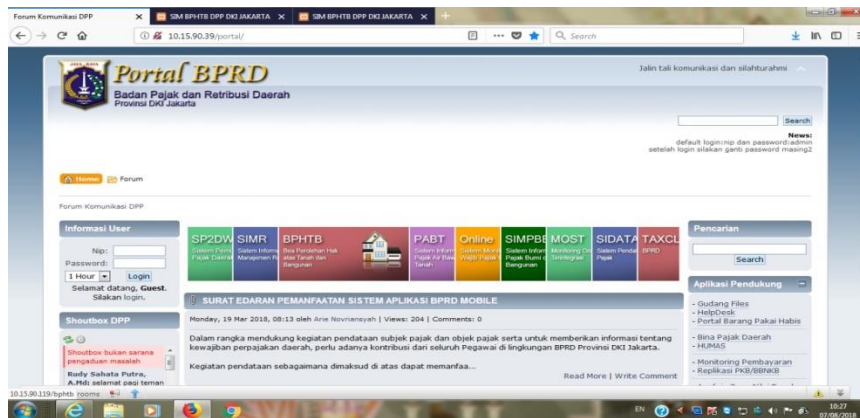 Forum Komunikasi DPP
SIM BPHTB DPP DKI JAKARTA
SIM BPHTB DPP DKI JAKARTA
10.15.90.39/portal/
Search
Portal BPRD
Badan Pajak dan Retribusi Daerah
Provinsi DKI Jakarta
Jalin tali komunikasi dan silahturahmi
Search
News:
default login:nip dan password:admin
setelah login silakan ganti password masing2
Home
Forum
Forum Komunikasi DPP
Informasi User
Nip:
Password:
1 Hour
Login
Selamat datang, Guest.
Silakan login.
Shoutbox DPP
Shoutbox bukan sarana
pengaduan masalah
Rudy Sahata Putra,
A.Md: selamat pagi teman
SP2DW
SIMR
BPHTB
Bea Perolehan Hak
atas Tanah dan
Bangunan
PABT
Online
SIMPBB
MOST
SIDATA
TAXCL
BPRD
SURAT EDARAN PEMANFAATAN SISTEM APLIKASI BPRD MOBILE
Monday, 19 Mar 2018, 08:13 oleh Arie Novriansyah | Views: 204 | Comments: 0
Dalam rangka mendukung kegiatan pendataan subjek pajak dan objek pajak serta untuk memberikan informasi tentang
kewajiban perpajakan daerah, perlu adanya kontribusi dari seluruh Pegawai di lingkungan BPRD Provinsi DKI Jakarta.
Kegiatan pendataan sebagaimana dimaksud di atas dapat memanfaa...
Read More | Write Comment
Pencarian
Search
Aplikasi Pendukung
- Gudang Files
- HelpDesk
- Portal Barang Pakai Habis
- Bina Pajak Daerah
- HUMAS
- Monitoring Pembayaran
- Replikasi PKB/BBNKB
10.15.90.119/bphtb
rooms
EN
10:27
07/08/2018